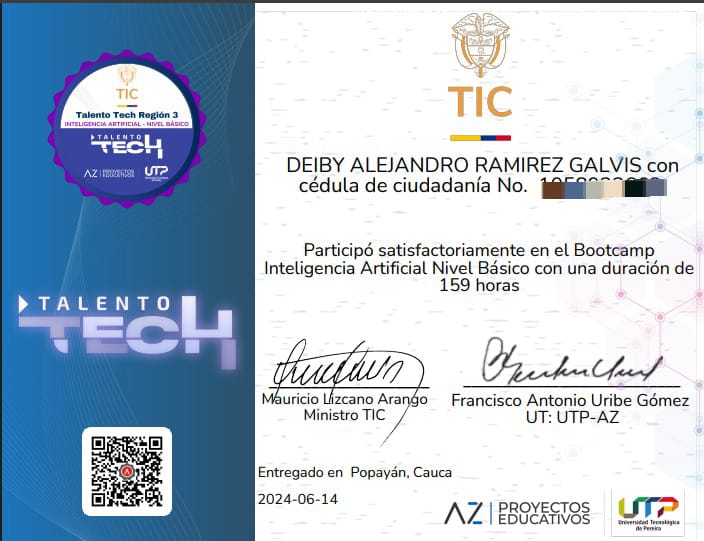 TIC
Talento Tech Región 3
INTELIGENCIA ARTIFICIAL - NIVEL BÁSICO
TALENTO
TECH
AZ | PROYECTOS
EDUCATIVOS
UTP
TALENTO
TECH
TIC
DEIBY ALEJANDRO RAMIREZ GALVIS con
cédula de ciudadanía No.
Participó satisfactoriamente en el Bootcamp
Inteligencia Artificial Nivel Básico con una duración de
159 horas
Mauricio Lizcano Arango
Ministro TIC
Francisco Antonio Uribe Gómez
UT: UTP-AZ
Entregado en Popayán, Cauca
2024-06-14
AZ | PROYECTOS
EDUCATIVOS
UTP
Universidad Tecnológica
de Pereira